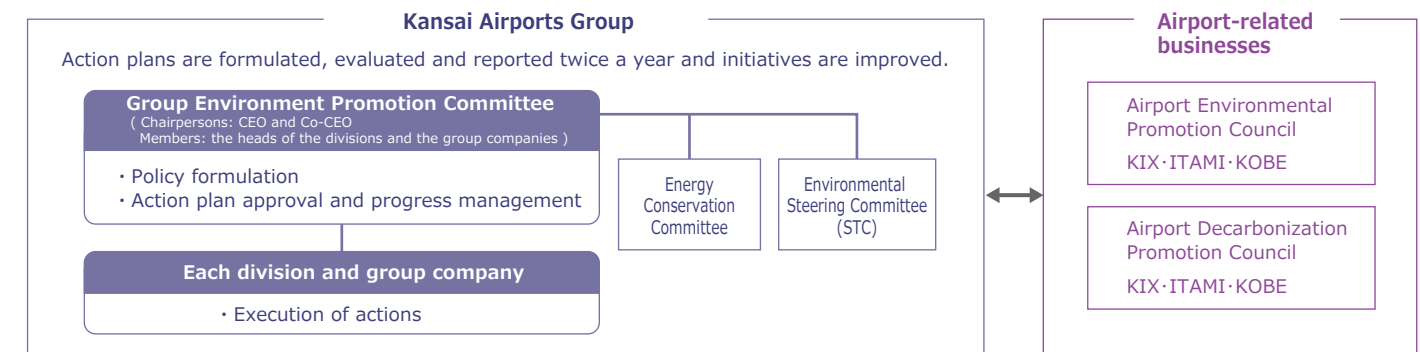 Kansai Airports Group
Action plans are formulated, evaluated and reported twice a year and initiatives are improved.
Group Environment Promotion Committee
( Chairpersons: CEO and Co-CEO
Members: the heads of the divisions and the group companies )
・Policy formulation
・Action plan approval and progress management
Energy
Conservation
Committee
Environmental
Steering Committee
(STC)
Each division and group company
・Execution of actions
Airport-related
businesses
Airport Environmental
Promotion Council
KIX･ITAMI･KOBE
Airport Decarbonization
Promotion Council
KIX･ITAMI･KOBE